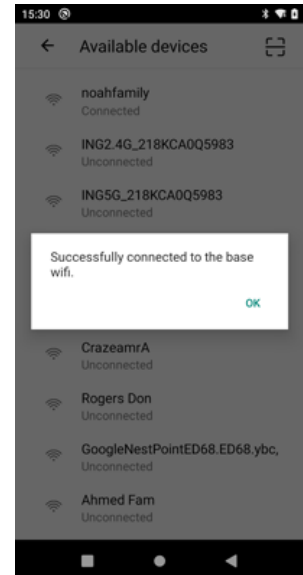 15:30
Available devices
noahfamily
Connected
ING2.4G_218KCA0Q5983
Unconnected
ING5G_218KCA0Q5983
Unconnected
Successfully connected to the base
wifi.
OK
CrazeamrA
Unconnected
Rogers Don
Unconnected
GoogleNestPointED68.ED68.ybc,
Unconnected
Ahmed Fam
Unconnected